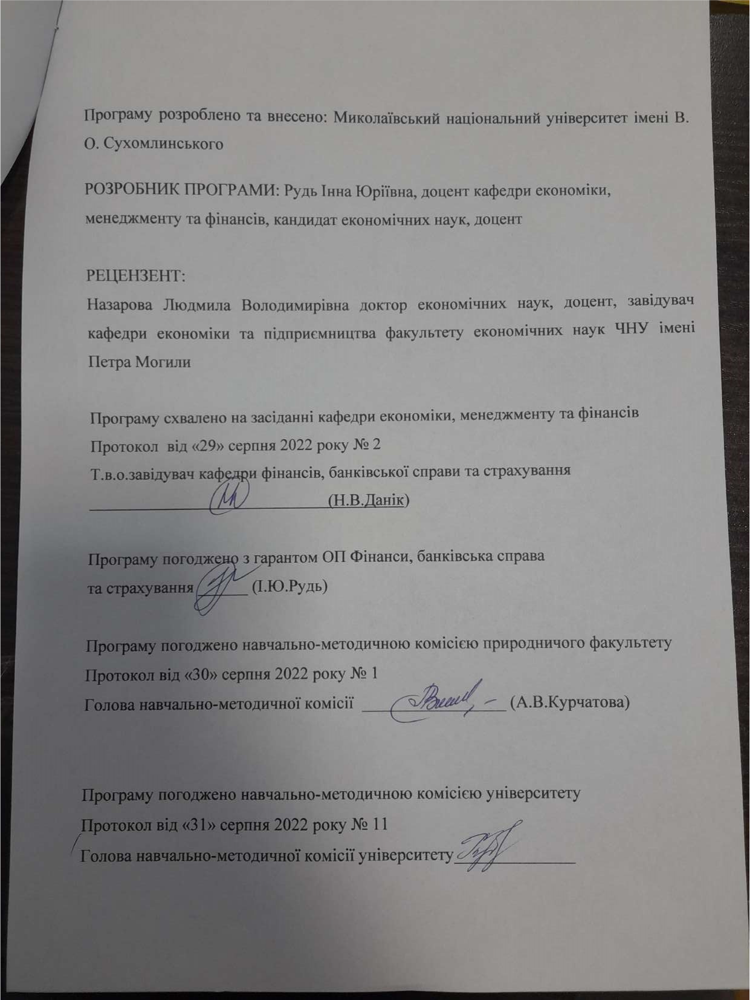 Програму розроблено та внесено: Миколаївський національний університет імені В.
О. Сухомлинського
РОЗРОБНИК ПРОГРАМИ: Рудь Інна Юріївна, доцент кафедри економіки,
менеджменту та фінансів, кандидат економічних наук, доцент
РЕЦЕНЗЕНТ:
Назарова Людмила Володимирівна доктор економічних наук, доцент, завідувач
кафедри економіки та підприємництва факультету економічних наук ЧНУ імені
Петра Могили
Програму схвалено на засіданні кафедри економіки, менеджменту та фінансів
Протокол від «29» серпня 2022 року № 2
Т.в.о.завідувач кафедри фінансів, банківської справи та страхування
(Н.В.Данік)
Програму погоджено з гарантом ОП Фінанси, банківська справа
та страхування (І.Ю.Рудь)
Програму погоджено навчально-методичною комісією природничого факультету
Протокол від «30» серпня 2022 року № 1
Голова навчально-методичної комісії (А.В.Курчатова)
Програму погоджено навчально-методичною комісією університету
Протокол від «31» серпня 2022 року № 11
Голова навчально-методичної комісії університету